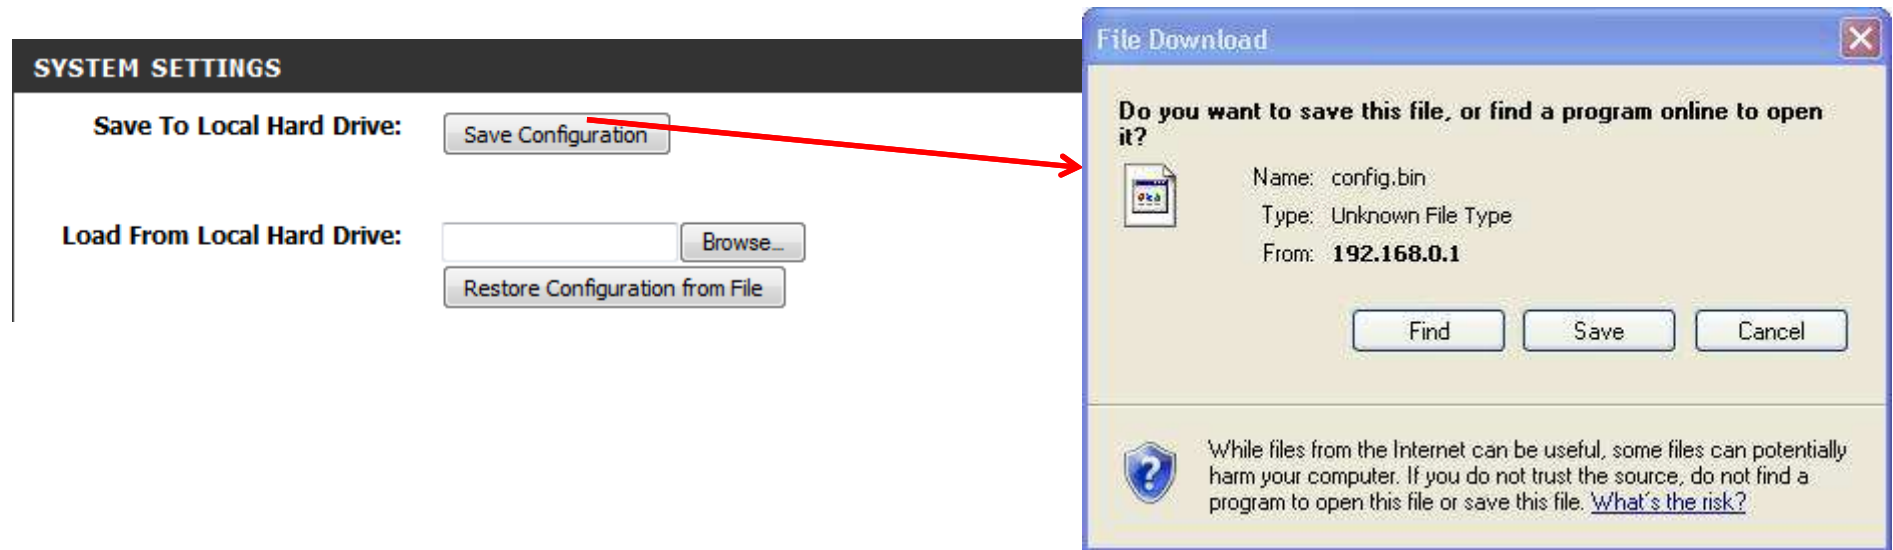 SYSTEM SETTINGS
Save To Local Hard Drive:
Save Configuration
Load From Local Hard Drive:
Browse...
Restore Configuration from File
File Download
Do you want to save this file, or find a program online to open
it?
Name: config.bin
Type: Unknown File Type
From: 192.168.0.1
Find
Save
Cancel
While files from the Internet can be useful, some files can potentially
harm your computer. If you do not trust the source, do not find a
program to open this file or save this file. What's the risk?